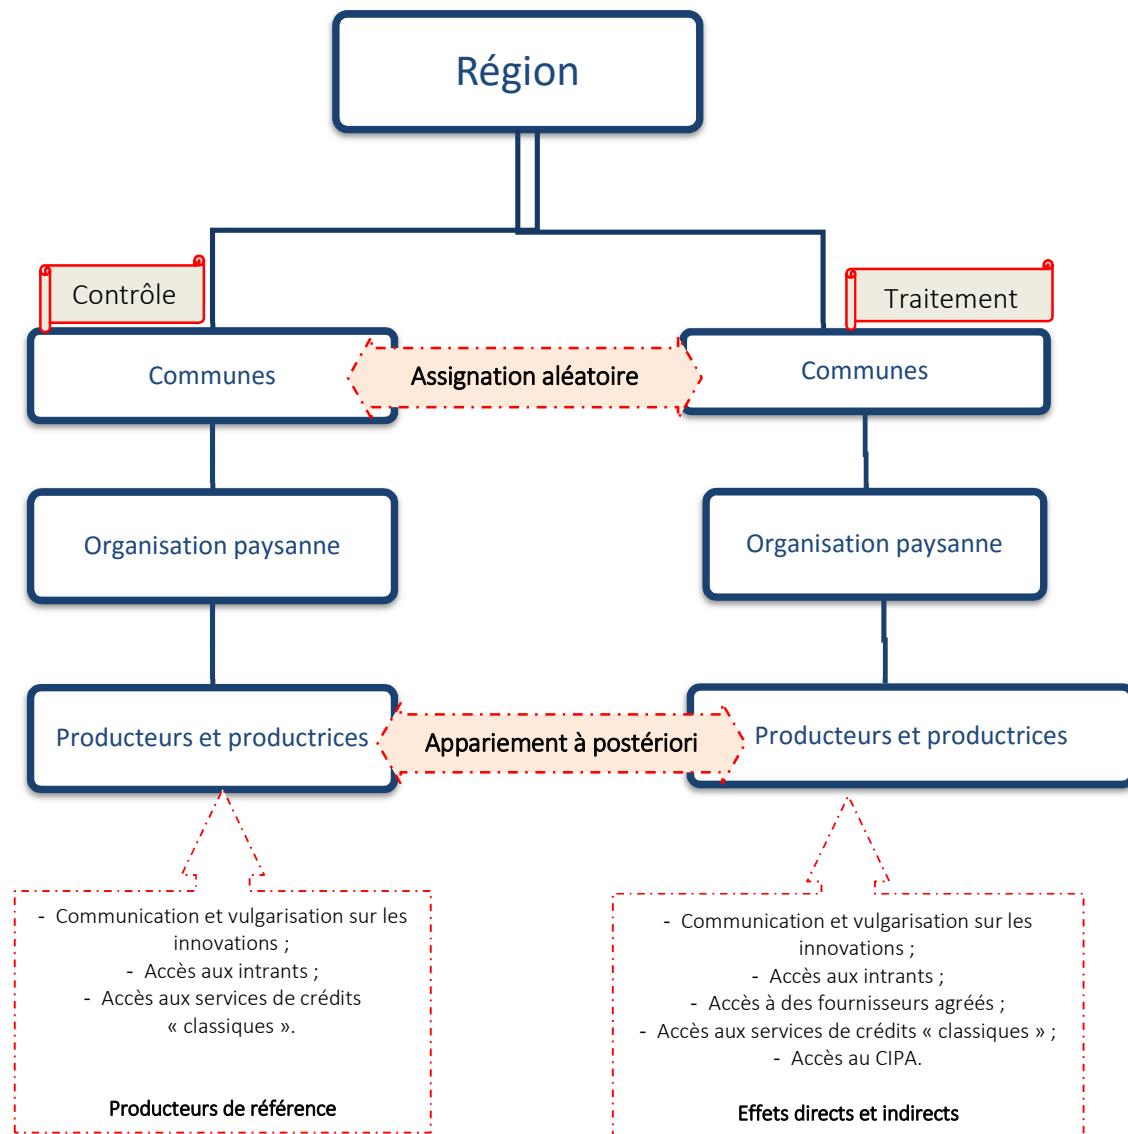 Région
Contrôle
Traitement
Communes
Assignation aléatoire
Communes
Organisation paysanne
Organisation paysanne
Producteurs et productrices
Appariement à postériori
Producteurs et productrices
- Communication et vulgarisation sur les
innovations ;
- Accès aux intrants ;
- Accès aux services de crédits
« classiques ».
Producteurs de référence
- Communication et vulgarisation sur les
innovations ;
- Accès aux intrants ;
- Accès à des fournisseurs agréés ;
- Accès aux services de crédits « classiques » ;
- Accès au CIPA.
Effets directs et indirects